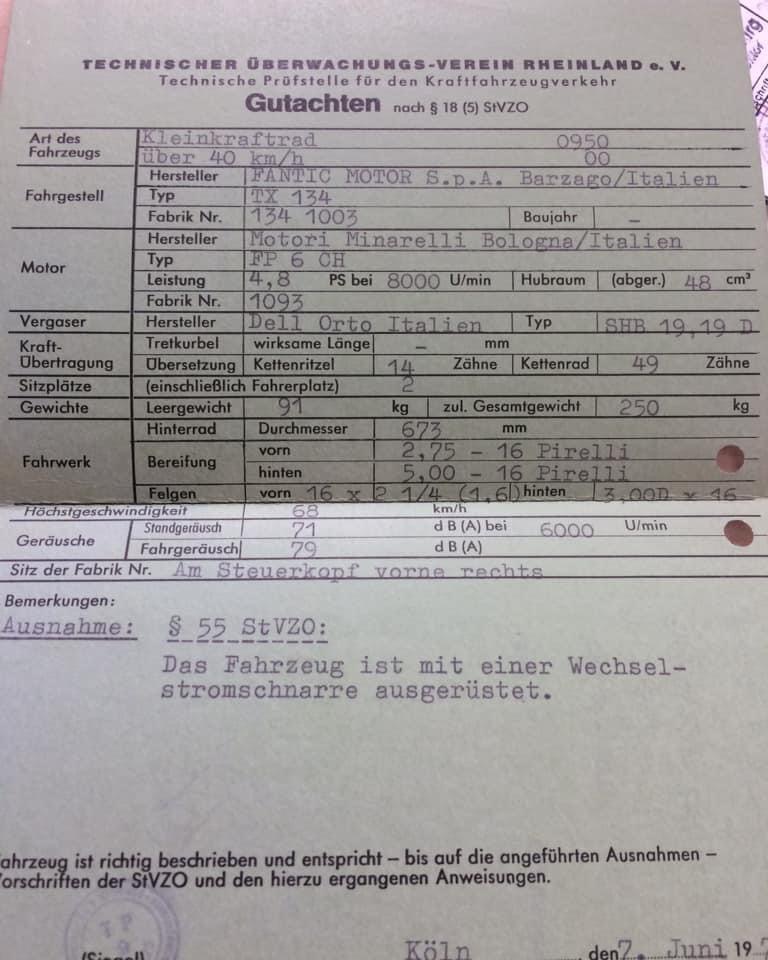 TECHNISCHER ÜBERWACHUNGS-VEREIN RHEINLAND e. V.
Technische Prüfstelle für den Kraftfahrzeugverkehr
Gutachten nach § 18 (5) StVZO
Art des Fahrzeugs Kleinkraftrad 0950
über 40 km/h 00
Fahrgestell Hersteller FANTIC MOTOR S.p.A. Barzago/Italien
Typ TX 134
Fabrik Nr. 134 1003 Baujahr –
Motor Hersteller Motori Minarelli Bologna/Italien
Typ FP 6 CH
Leistung 4,8 PS bei 8000 U/min Hubraum (abger.) 48 cm³
Fabrik Nr. 1093
Vergaser Hersteller Dell Orto Italien Typ SHB 19,19 D
Kraft-Übertragung Tretkurbel wirksame Länge – mm
Übersetzung Kettenritzel 14 Zähne Kettenrad 49 Zähne
Sitzplätze (einschließlich Fahrerplatz) 2
Gewichte Leergewicht 91 kg zul. Gesamtgewicht 250 kg
Fahrwerk Hinterrad Durchmesser 673 mm
Bereifung vorn 2,75 - 16 Pirelli
hinten 5,00 - 16 Pirelli
Felgen vorn 16 x 2 1/4 (1,6) hinten 3,00D x 16
Höchstgeschwindigkeit 68 km/h
Geräusche Standgeräusch 71 d B (A) bei 6000 U/min
Fahrgeräusch 79 d B (A)
Sitz der Fabrik Nr. Am Steuerkopf vorne rechts
Bemerkungen:
Ausnahme: § 55 StVZO:
Das Fahrzeug ist mit einer Wechsel-
stromschnarre ausgerüstet.
ahrzeug ist richtig beschrieben und entspricht – bis auf die angeführten Ausnahmen –
orschriften der StVZO und den hierzu ergangenen Anweisungen.
TP
(Siegel) Köln den 7. Juni 19